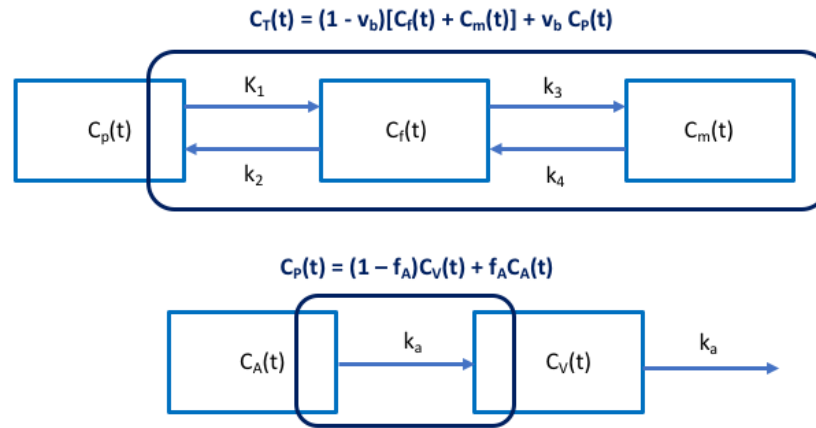 C_T(t) = (1 - v_b)[C_f(t) + C_m(t)] + v_b C_P(t)
K_1
k_3
C_p(t)
C_f(t)
C_m(t)
k_2
k_4
C_P(t) = (1 – f_A)C_V(t) + f_AC_A(t)
k_a
k_a
C_A(t)
C_V(t)